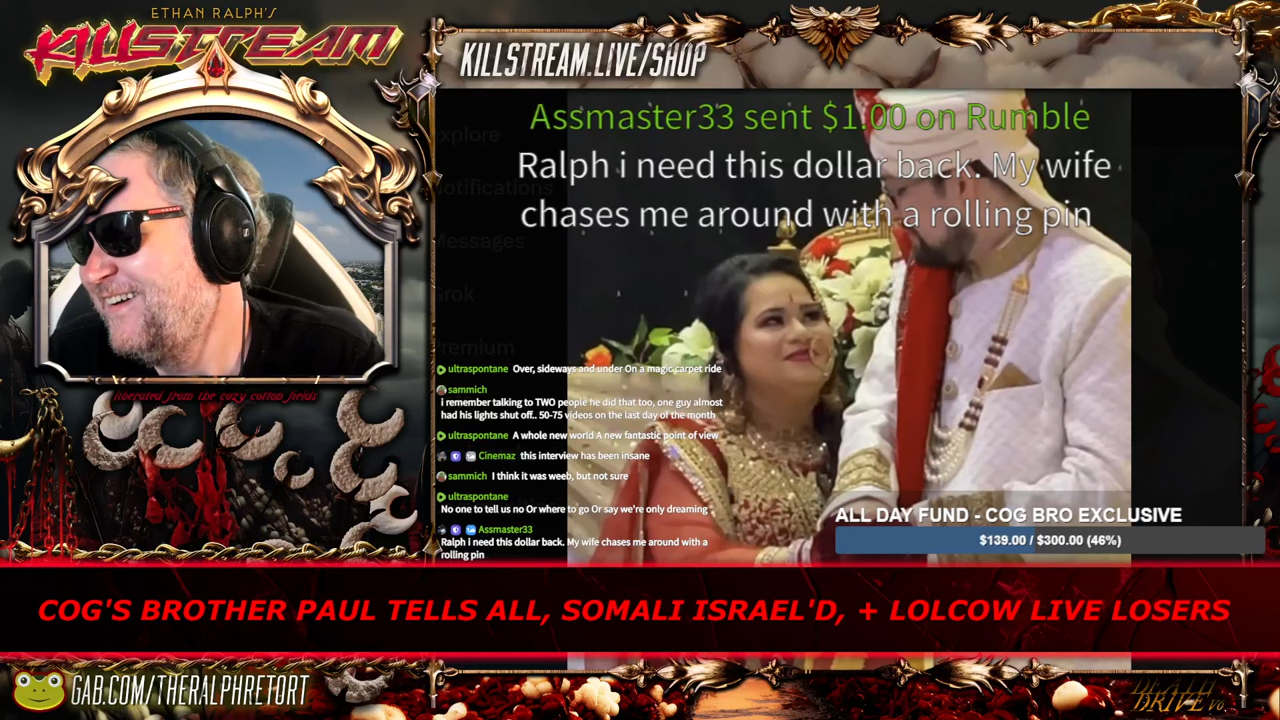 ETHAN RALPH'S
KILLSTREAM
KILLSTREAM.LIVE/SHOP
Assmaster33 sent $1.00 on Rumble
Ralph i need this dollar back. My wife
chases me around with a rolling pin
Explore
Notifications
Messages
Grok
Premium
liberated from the cozy cotton fields
ultraspontane Over, sideways and under On a magic carpet ride
sammich
i remember talking to TWO people he did that too, one guy almost
had his lights shut off.. 50-75 videos on the last day of the month
ultraspontane A whole new world A new fantastic point of view
Cinemaz this interview has been insane
sammich I think it was weeb, but not sure
ultraspontane
No one to tell us no Or where to go Or say we're only dreaming
Assmaster33
Ralph i need this dollar back. My wife chases me around with a
rolling pin
ALL DAY FUND - COG BRO EXCLUSIVE
$139.00 / $300.00 (46%)
COG'S BROTHER PAUL TELLS ALL, SOMALI ISRAEL'D, + LOLCOW LIVE LOSERS
GAB.COM/THERALPHRETORT
DRIVE